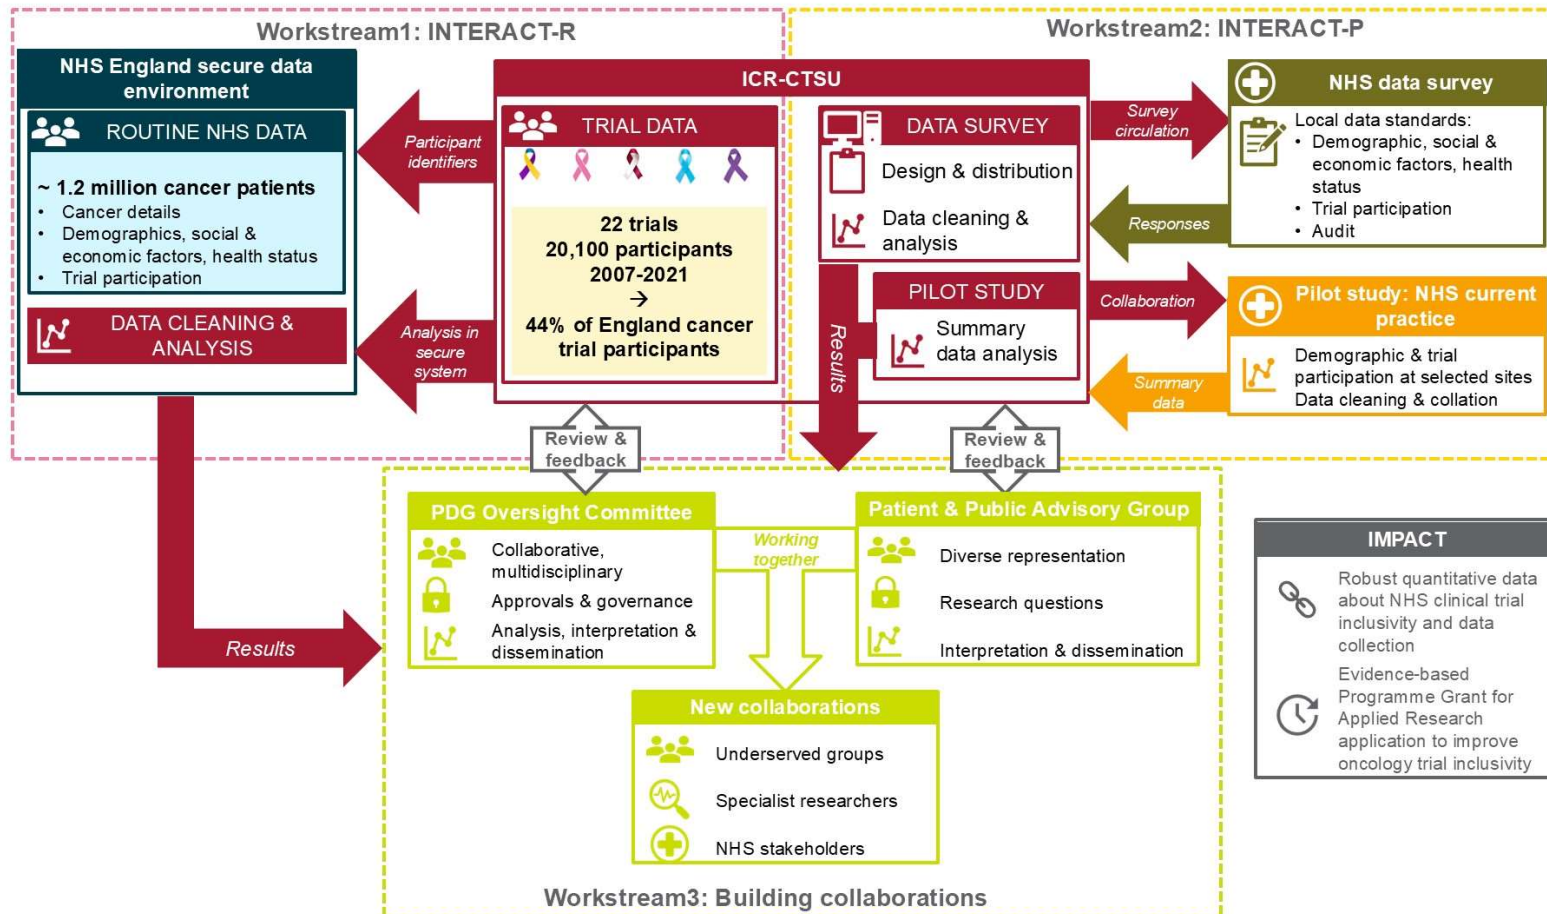 Workstream1: INTERACT-R
Workstream2: INTERACT-P
NHS England secure data
environment
ROUTINE NHS DATA
~ 1.2 million cancer patients
• Cancer details
• Demographics, social &
economic factors, health status
• Trial participation
DATA CLEANING &
ANALYSIS
Participant
identifiers
Analysis in
secure
system
ICR-CTSU
TRIAL DATA
22 trials
20,100 participants
2007-2021
→
44% of England cancer
trial participants
DATA SURVEY
Design & distribution
Data cleaning &
analysis
PILOT STUDY
Summary
data analysis
Results
Survey
circulation
Responses
Collaboration
Summary
data
NHS data survey
Local data standards:
• Demographic, social &
economic factors, health
status
• Trial participation
• Audit
Pilot study: NHS current
practice
Demographic & trial
participation at selected sites
Data cleaning & collation
Review &
feedback
Review &
feedback
Results
PDG Oversight Committee
Collaborative,
multidisciplinary
Approvals & governance
Analysis, interpretation &
dissemination
Working
together
Patient & Public Advisory Group
Diverse representation
Research questions
Interpretation & dissemination
New collaborations
Underserved groups
Specialist researchers
NHS stakeholders
Workstream3: Building collaborations
IMPACT
Robust quantitative data
about NHS clinical trial
inclusivity and data
collection
Evidence-based
Programme Grant for
Applied Research
application to improve
oncology trial inclusivity